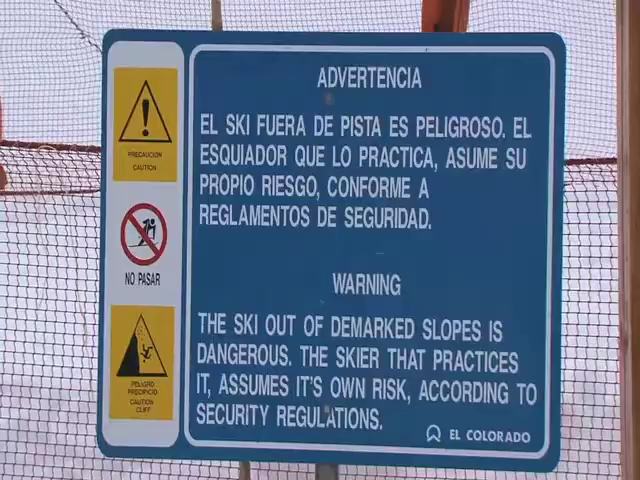 PRECAUCION
CAUTION
NO PASAR
PELIGRO
PRECIPICIO
CAUTION
CLIFF
ADVERTENCIA
EL SKI FUERA DE PISTA ES PELIGROSO. EL
ESQUIADOR QUE LO PRACTICA, ASUME SU
PROPIO RIESGO, CONFORME A
REGLAMENTOS DE SEGURIDAD.
WARNING
THE SKI OUT OF DEMARKED SLOPES IS
DANGEROUS. THE SKIER THAT PRACTICES
IT, ASSUMES IT'S OWN RISK, ACCORDING TO
SECURITY REGULATIONS.
EL COLORADO